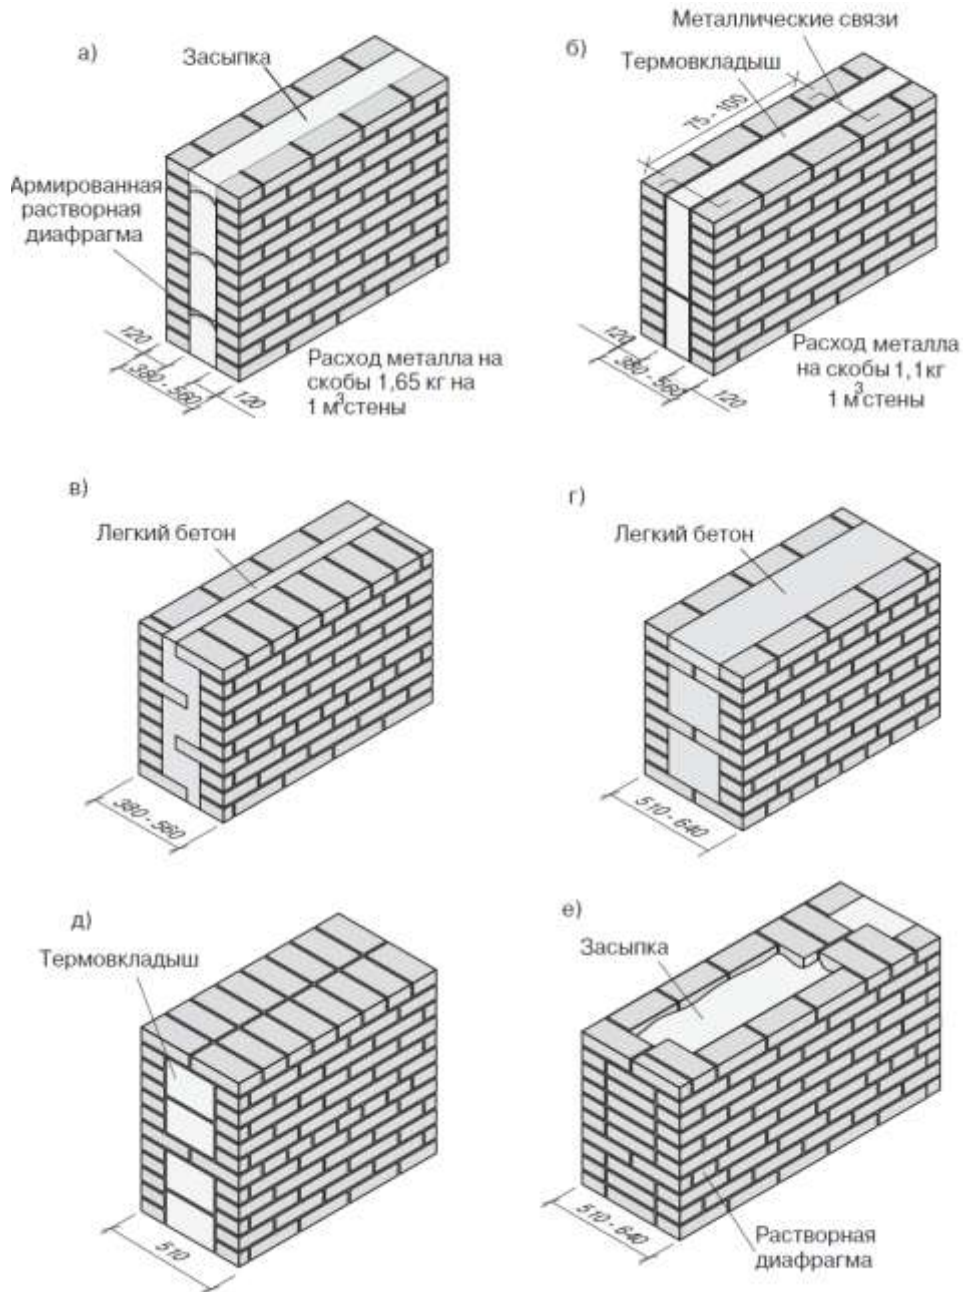 а)
Засыпка
Армированная
растворная
диафрагма
120
380 - 560
120
Расход металла на
скобы 1,65 кг на
1 м3стены
б)
Металлические связи
Термовкладыш
75 - 100
120
380 - 560
120
Расход металла
на скобы 1,1кг
1 м3стены
в)
Легкий бетон
380 - 560
г)
Легкий бетон
510 - 640
д)
Термовкладыш
510
е)
Засыпка
510 - 640
Растворная
диафрагма